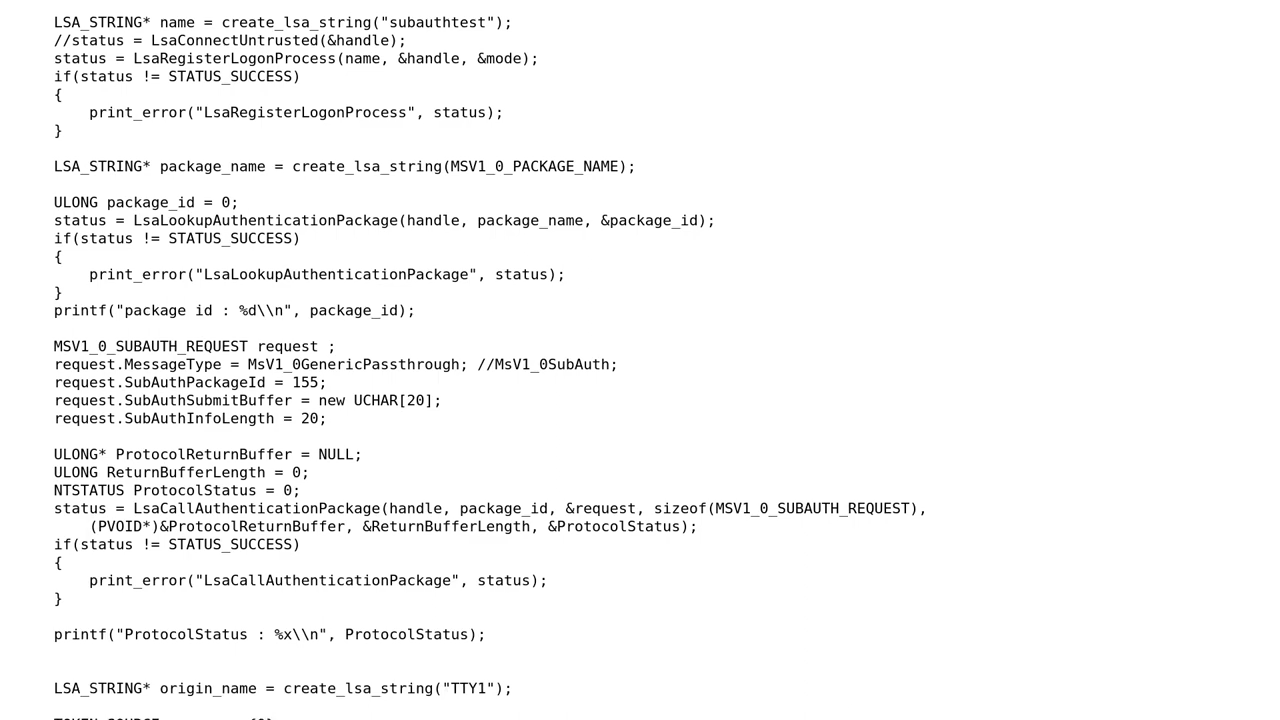 LSA_STRING* name = create_lsa_string("subauthtest");
//status = LsaConnectUntrusted(&handle);
status = LsaRegisterLogonProcess(name, &handle, &mode);
if(status != STATUS_SUCCESS)
{
    print_error("LsaRegisterLogonProcess", status);
}

LSA_STRING* package_name = create_lsa_string(MSV1_0_PACKAGE_NAME);

ULONG package_id = 0;
status = LsaLookupAuthenticationPackage(handle, package_name, &package_id);
if(status != STATUS_SUCCESS)
{
    print_error("LsaLookupAuthenticationPackage", status);
}
printf("package id : %d\\n", package_id);

MSV1_0_SUBAUTH_REQUEST request ;
request.MessageType = MsV1_0GenericPassthrough; //MsV1_0SubAuth;
request.SubAuthPackageId = 155;
request.SubAuthSubmitBuffer = new UCHAR[20];
request.SubAuthInfoLength = 20;

ULONG* ProtocolReturnBuffer = NULL;
ULONG ReturnBufferLength = 0;
NTSTATUS ProtocolStatus = 0;
status = LsaCallAuthenticationPackage(handle, package_id, &request, sizeof(MSV1_0_SUBAUTH_REQUEST),
    (PVOID*)&ProtocolReturnBuffer, &ReturnBufferLength, &ProtocolStatus);
if(status != STATUS_SUCCESS)
{
    print_error("LsaCallAuthenticationPackage", status);
}

printf("ProtocolStatus : %x\\n", ProtocolStatus);


LSA_STRING* origin_name = create_lsa_string("TTY1");